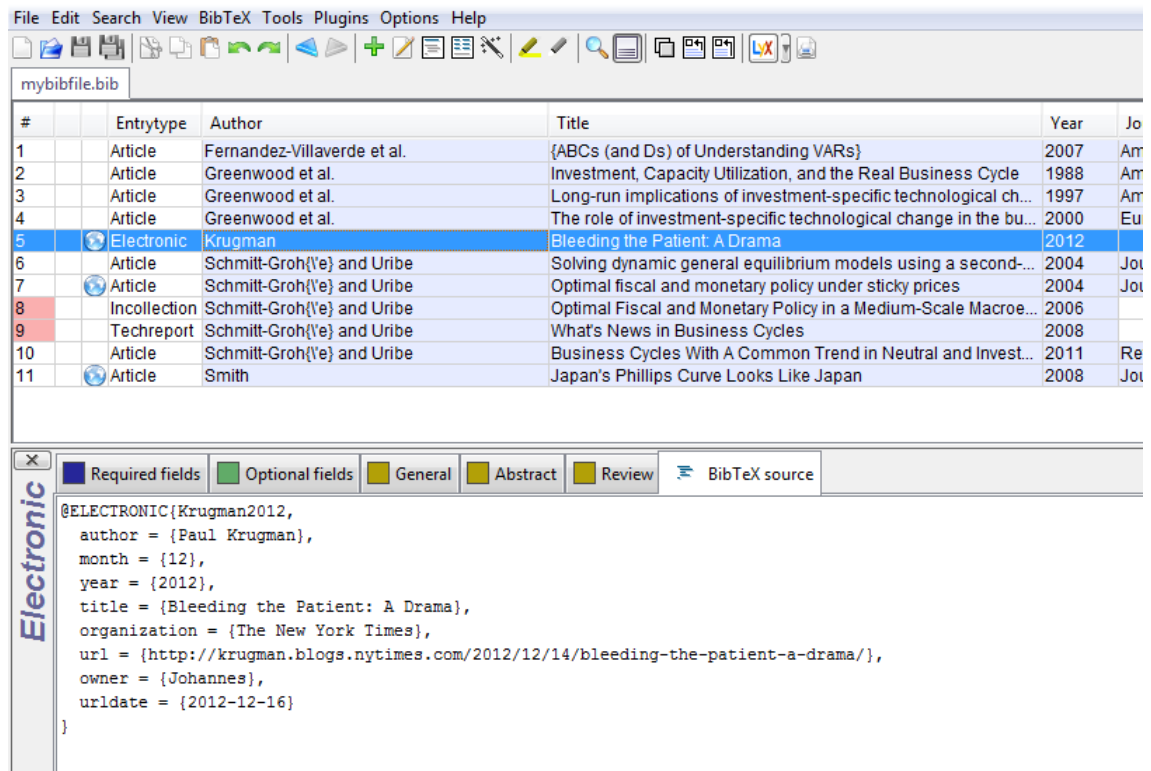 File Edit Search View BibTeX Tools Plugins Options Help
mybibfile.bib
# Entrytype Author Title Year Jo
1 Article Fernandez-Villaverde et al. {ABCs (and Ds) of Understanding VARs} 2007 Am
2 Article Greenwood et al. Investment, Capacity Utilization, and the Real Business Cycle 1988 Am
3 Article Greenwood et al. Long-run implications of investment-specific technological ch... 1997 Am
4 Article Greenwood et al. The role of investment-specific technological change in the bu... 2000 Eu
5 Electronic Krugman Bleeding the Patient: A Drama 2012
6 Article Schmitt-Groh{\'e} and Uribe Solving dynamic general equilibrium models using a second-... 2004 Jou
7 Article Schmitt-Groh{\'e} and Uribe Optimal fiscal and monetary policy under sticky prices 2004 Jou
8 Incollection Schmitt-Groh{\'e} and Uribe Optimal Fiscal and Monetary Policy in a Medium-Scale Macroe... 2006
9 Techreport Schmitt-Groh{\'e} and Uribe What's News in Business Cycles 2008
10 Article Schmitt-Groh{\'e} and Uribe Business Cycles With A Common Trend in Neutral and Invest... 2011 Re
11 Article Smith Japan's Phillips Curve Looks Like Japan 2008 Jou
Required fields Optional fields General Abstract Review BibTeX source
Electronic
@ELECTRONIC{Krugman2012,
author = {Paul Krugman},
month = {12},
year = {2012},
title = {Bleeding the Patient: A Drama},
organization = {The New York Times},
url = {http://krugman.blogs.nytimes.com/2012/12/14/bleeding-the-patient-a-drama/},
owner = {Johannes},
urldate = {2012-12-16}
}